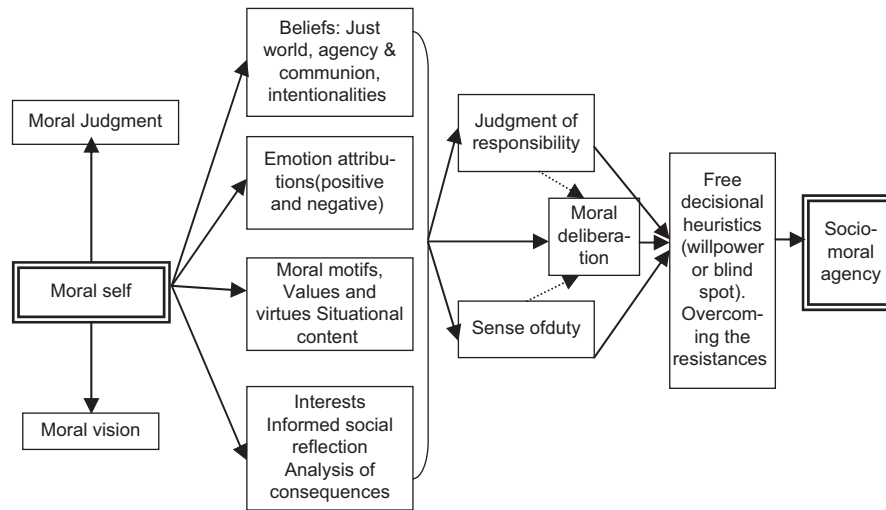 Moral Judgment
Moral self
Moral vision
Beliefs: Just
world, agency &
communion,
intentionalities
Emotion attribu-
tions(positive
and negative)
Moral motifs,
Values and
virtues Situational
content
Interests
Informed social
reflection
Analysis of
consequences
Judgment of
responsibility
Moral
delibera-
tion
Sense ofduty
Free
decisional
heuristics
(willpower
or blind
spot).
Overcom-
ing the
resistances
Socio-
moral
agency